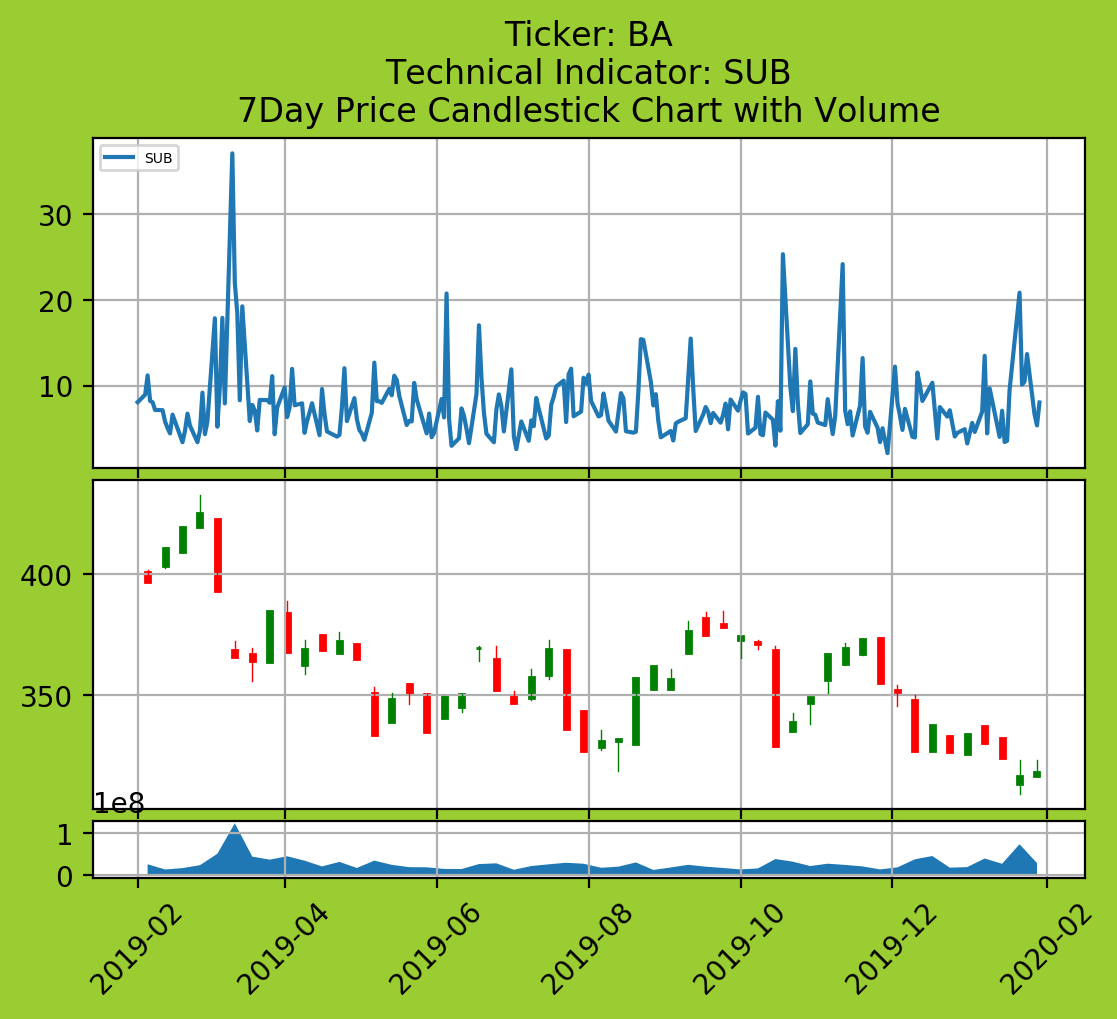 Ticker: BA
Technical Indicator: SUB
7Day Price Candlestick Chart with Volume
SUB
30
20
10
400
350
1e8
1
0
2019-02
2019-04
2019-06
2019-08
2019-10
2019-12
2020-02